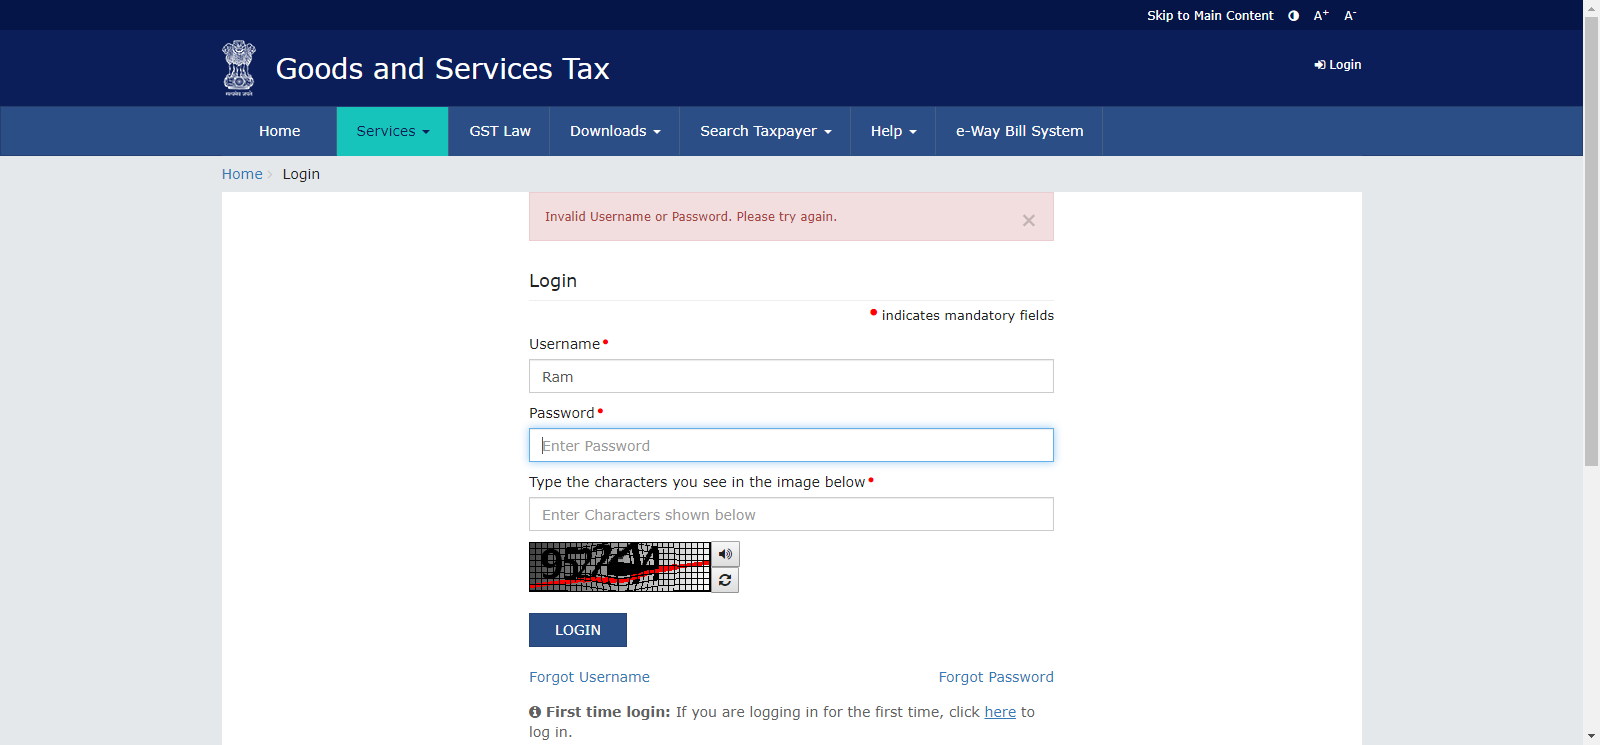 Skip to Main Content A+ A-
Goods and Services Tax
Login
Home Services GST Law Downloads Search Taxpayer Help e-Way Bill System
Home › Login
Invalid Username or Password. Please try again. ×
Login
• indicates mandatory fields
Username•
Ram
Password•
Enter Password
Type the characters you see in the image below•
Enter Characters shown below
LOGIN
Forgot Username Forgot Password
First time login: If you are logging in for the first time, click here to
log in.